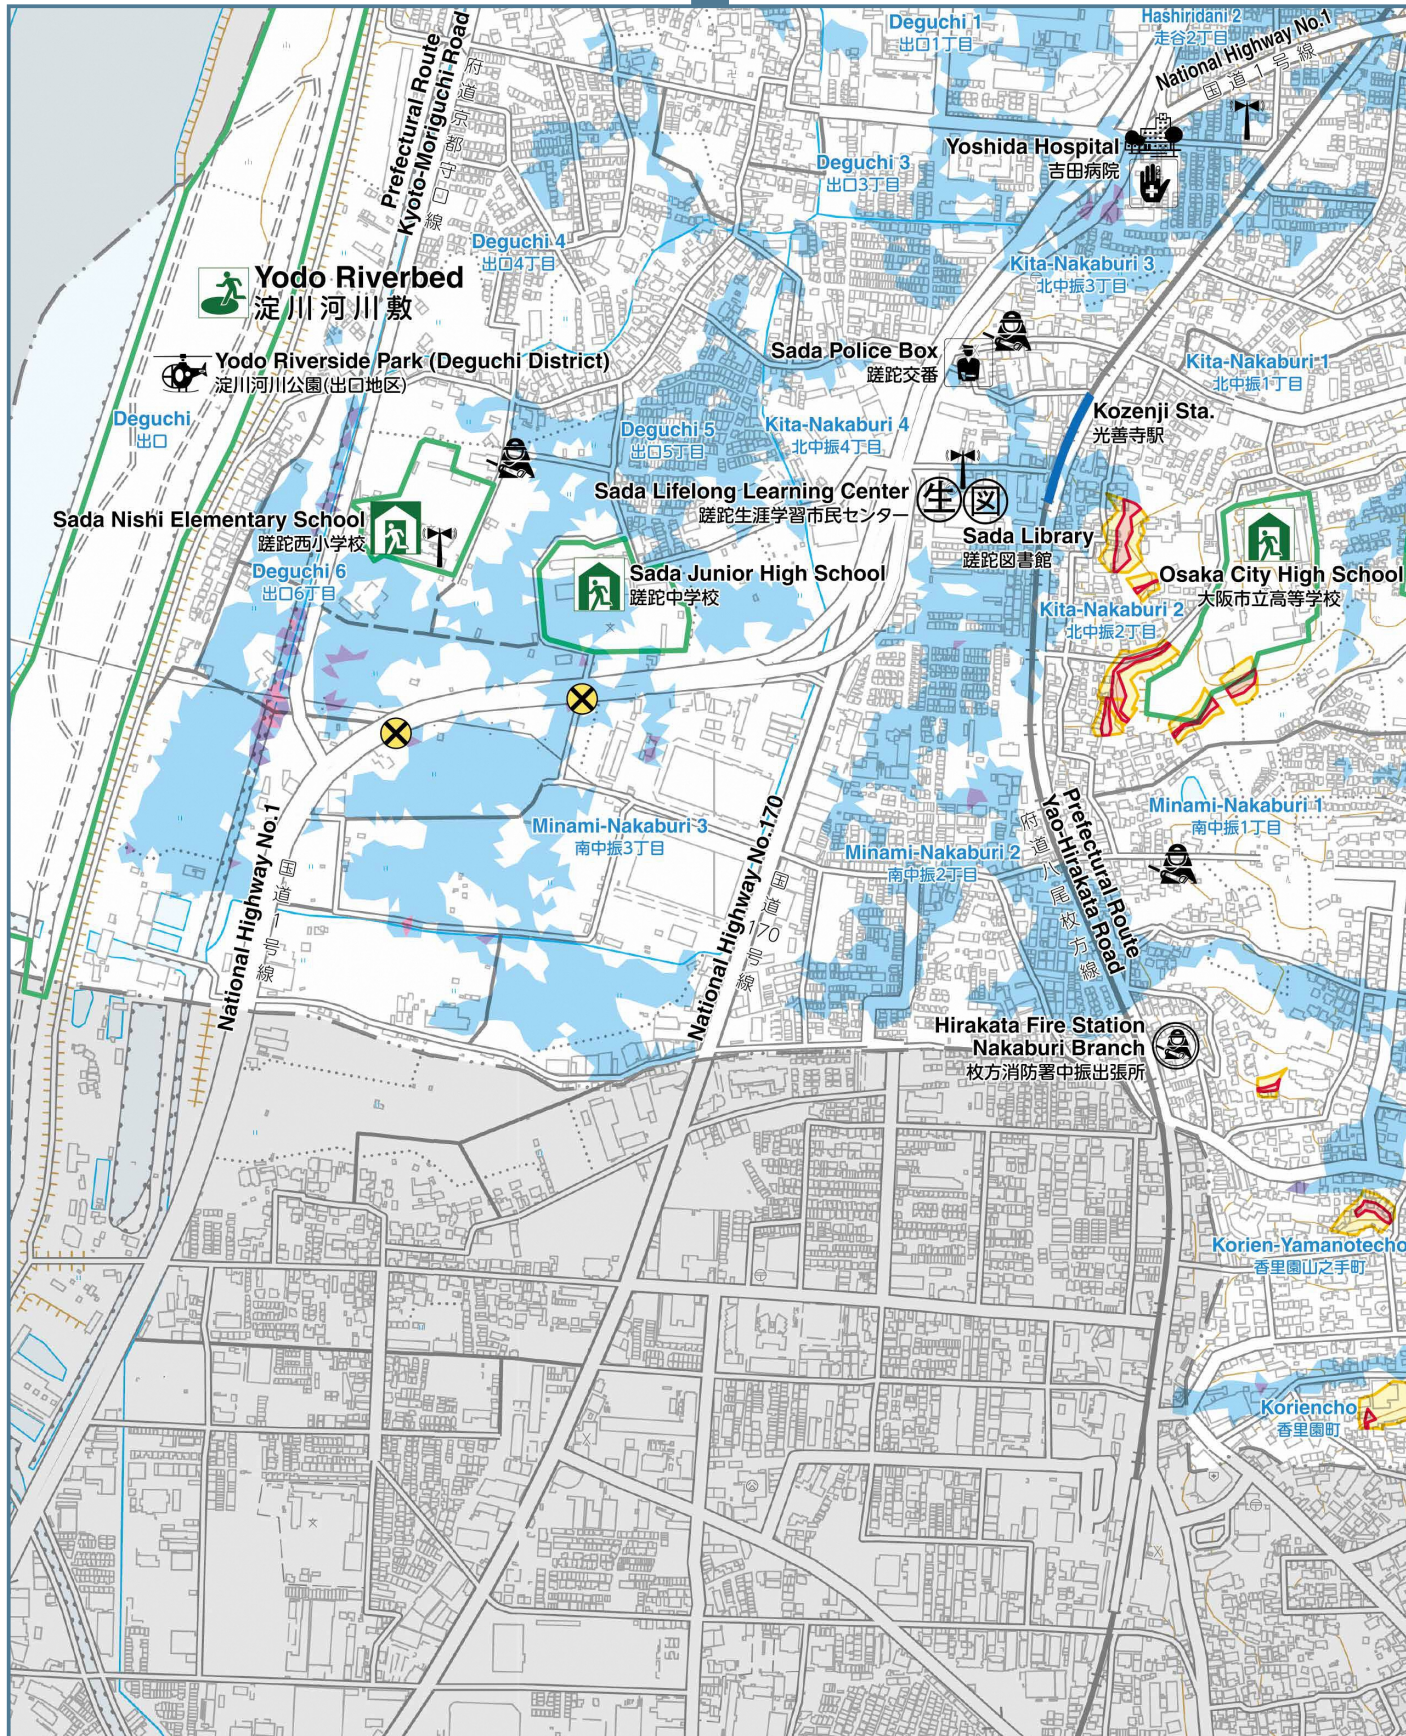 Deguchi 1
出口1丁目
Hashiridani 2
走谷2丁目
National Highway No.1
国道1号線
Prefectural Route
Kyoto-Moriguchi Road
府道京都守口線
Yoshida Hospital
吉田病院
Deguchi 3
出口3丁目
Deguchi 4
出口4丁目
Kita-Nakaburi 3
北中振3丁目
Yodo Riverbed
淀川河川敷
Yodo Riverside Park (Deguchi District)
淀川河川公園(出口地区)
Sada Police Box
蹉跎交番
Kita-Nakaburi 1
北中振1丁目
Deguchi
出口
Deguchi 5
出口5丁目
Kita-Nakaburi 4
北中振4丁目
Kozenji Sta.
光善寺駅
Sada Lifelong Learning Center
蹉跎生涯学習市民センター
生
図
Sada Library
蹉跎図書館
Sada Nishi Elementary School
蹉跎西小学校
Deguchi 6
出口6丁目
Sada Junior High School
蹉跎中学校
Osaka City High School
大阪市立高等学校
Kita-Nakaburi 2
北中振2丁目
National Highway No.1
国道1号線
Minami-Nakaburi 3
南中振3丁目
National Highway No.170
国道170号線
Minami-Nakaburi 2
南中振2丁目
Prefectural Route
Yao-Hirakata Road
府道八尾枚方線
Minami-Nakaburi 1
南中振1丁目
Hirakata Fire Station
Nakaburi Branch
枚方消防署中振出張所
Korien-Yamanotecho
香里園山之手町
Koriencho
香里園町